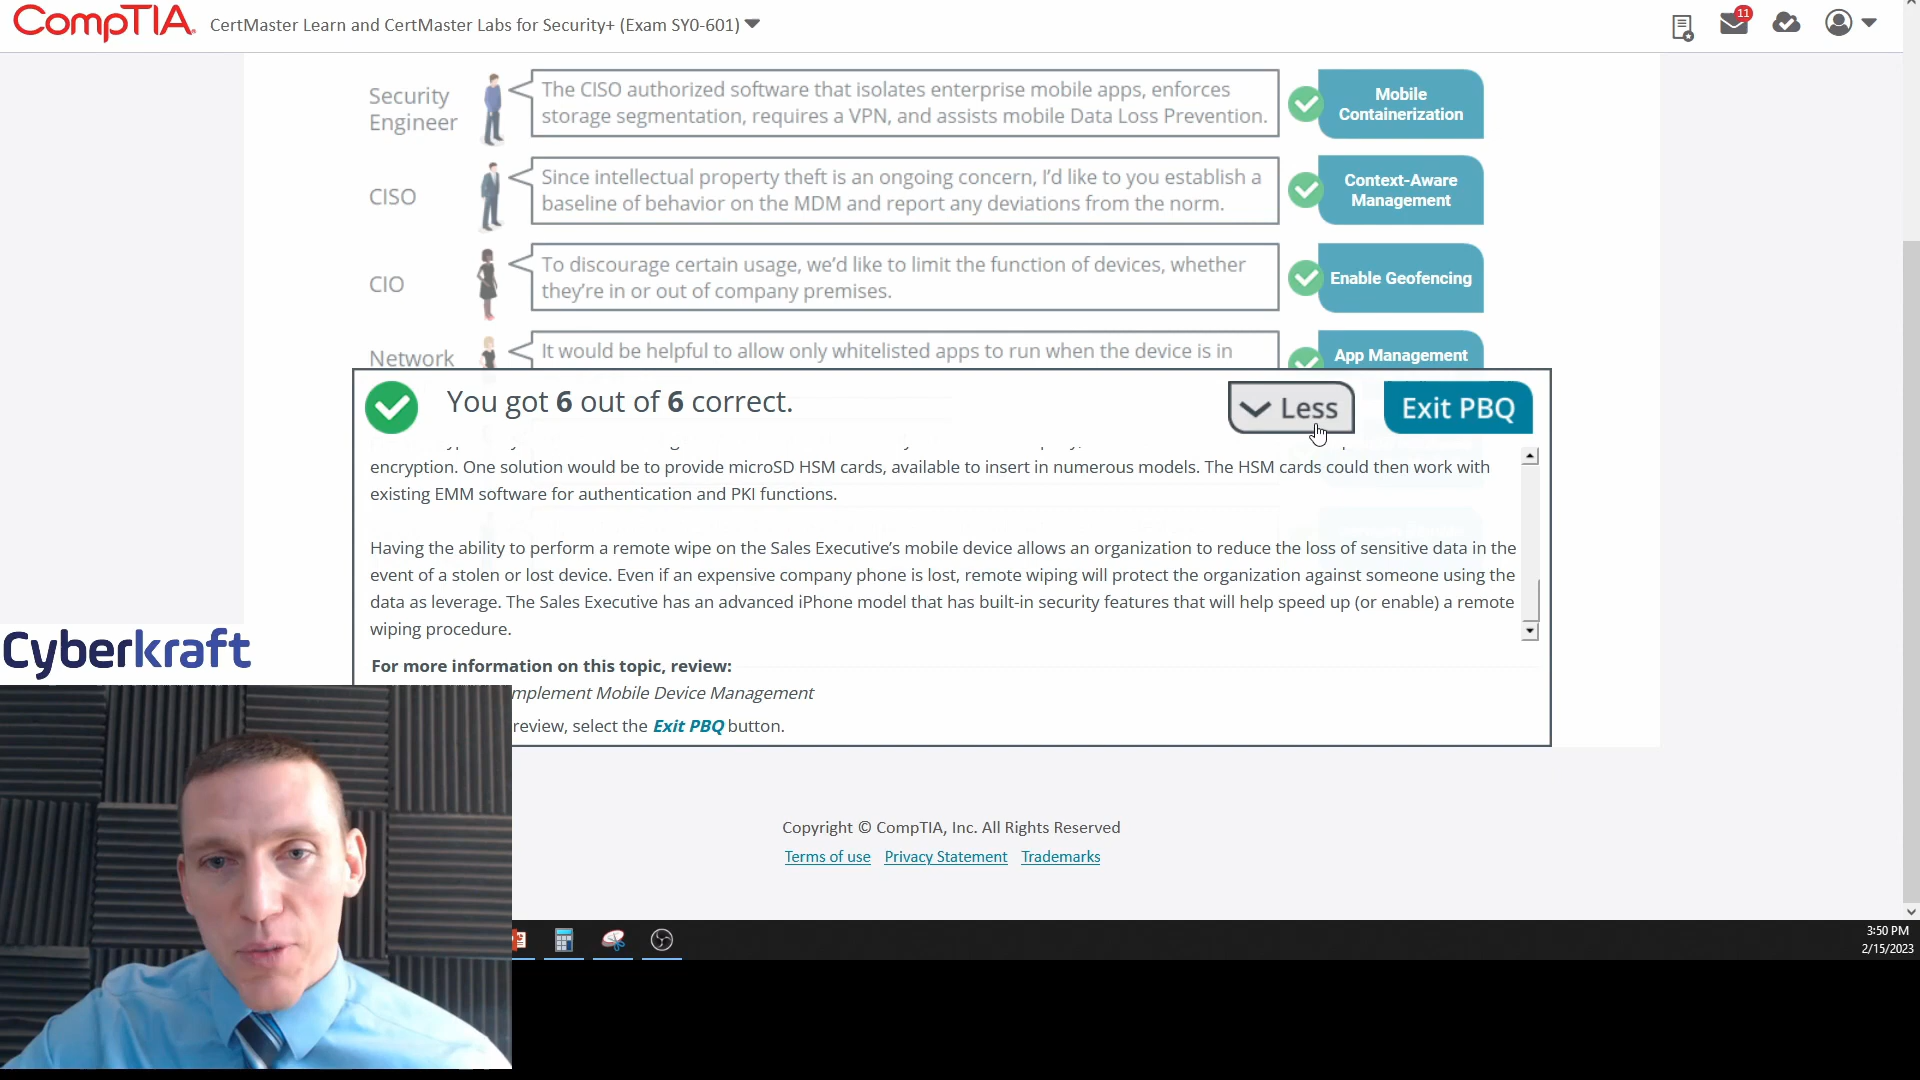 CompTIA.
CertMaster Learn and CertMaster Labs for Security+ (Exam SY0-601)
11
Security
Engineer
The CISO authorized software that isolates enterprise mobile apps, enforces
storage segmentation, requires a VPN, and assists mobile Data Loss Prevention.
Mobile
Containerization
CISO
Since intellectual property theft is an ongoing concern, I'd like to you establish a
baseline of behavior on the MDM and report any deviations from the norm.
Context-Aware
Management
CIO
To discourage certain usage, we'd like to limit the function of devices, whether
they're in or out of company premises.
Enable Geofencing
Network
It would be helpful to allow only whitelisted apps to run when the device is in
App Management
You got 6 out of 6 correct.
Less
Exit PBQ
encryption. One solution would be to provide microSD HSM cards, available to insert in numerous models. The HSM cards could then work with
existing EMM software for authentication and PKI functions.
Having the ability to perform a remote wipe on the Sales Executive's mobile device allows an organization to reduce the loss of sensitive data in the
event of a stolen or lost device. Even if an expensive company phone is lost, remote wiping will protect the organization against someone using the
data as leverage. The Sales Executive has an advanced iPhone model that has built-in security features that will help speed up (or enable) a remote
wiping procedure.
For more information on this topic, review:
mplement Mobile Device Management
review, select the Exit PBQ button.
Cyberkraft
Copyright © CompTIA, Inc. All Rights Reserved
Terms of use Privacy Statement Trademarks
3:50 PM
2/15/2023